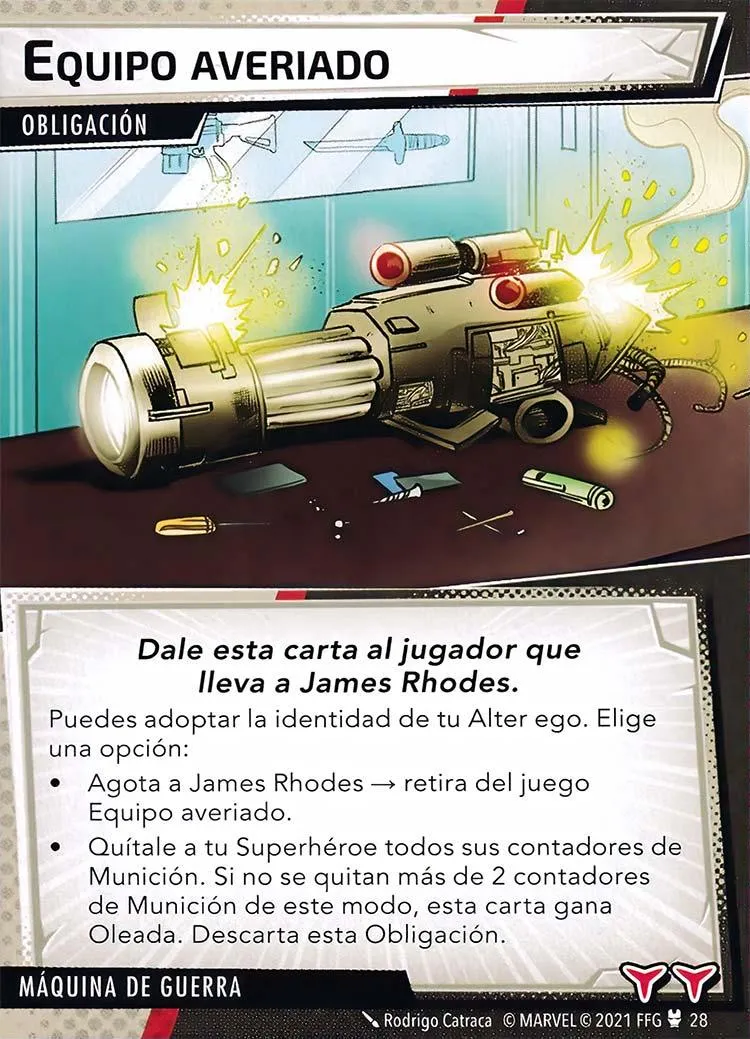 EQUIPO AVERIADO
OBLIGACIÓN
Dale esta carta al jugador que
lleva a James Rhodes.
Puedes adoptar la identidad de tu Alter ego. Elige
una opción:
• Agota a James Rhodes → retira del juego
Equipo averiado.
• Quítale a tu Superhéroe todos sus contadores de
Munición. Si no se quitan más de 2 contadores
de Munición de este modo, esta carta gana
Oleada. Descarta esta Obligación.
MÁQUINA DE GUERRA
Rodrigo Catraca © MARVEL © 2021 FFG 28